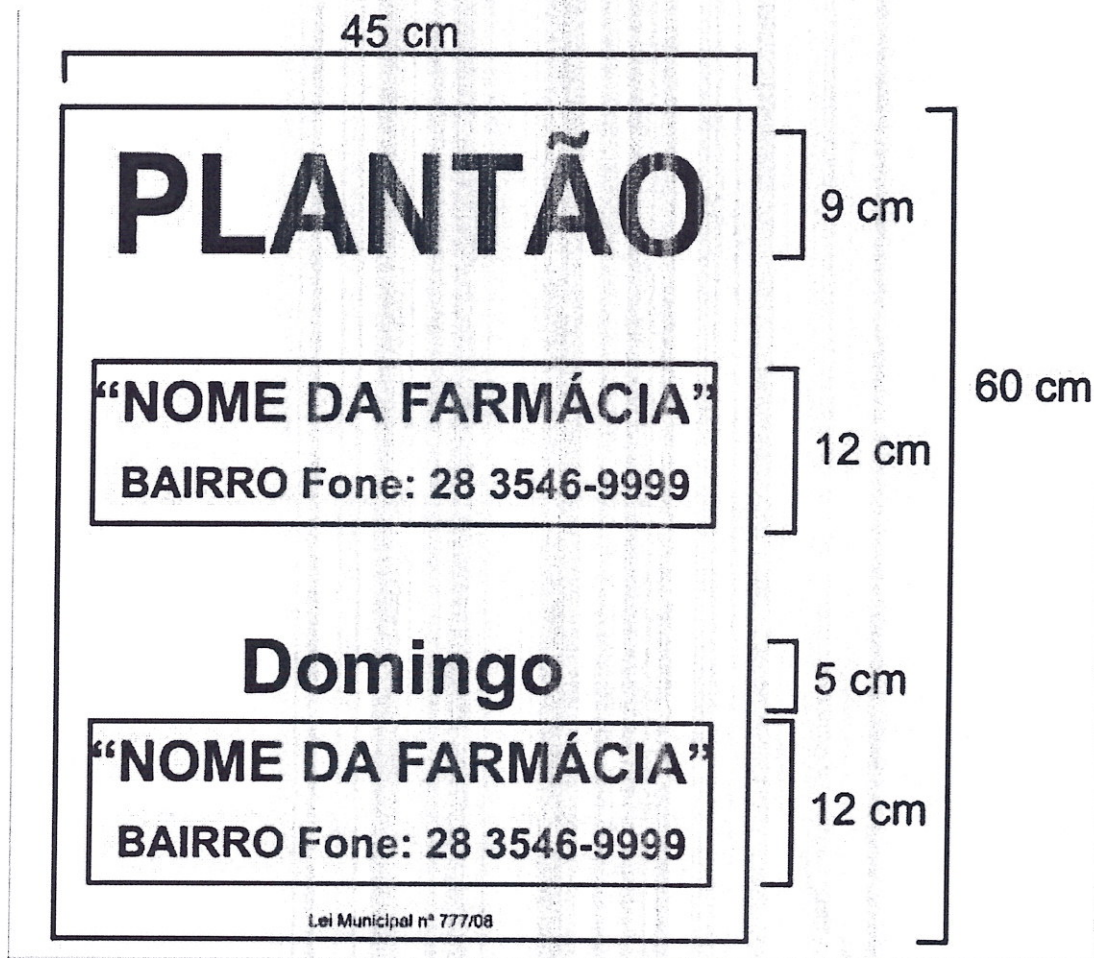 45 cm
PLANTÃO
9 cm
60 cm
“NOME DA FARMÁCIA”
BAIRRO Fone: 28 3546-9999
12 cm
Domingo
5 cm
“NOME DA FARMÁCIA”
BAIRRO Fone: 28 3546-9999
12 cm
Lei Municipal nº 777/08